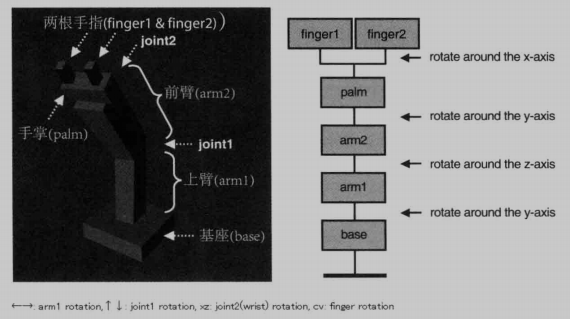 两根手指(finger1 & finger2)
joint2
前臂(arm2)
手掌(palm)
joint1
上臂(arm1)
基座(base)
finger1
finger2
rotate around the x-axis
palm
rotate around the y-axis
arm2
rotate around the z-axis
arm1
rotate around the y-axis
base
←→: arm1 rotation, ↑ ↓: joint1 rotation, xz: joint2(wrist) rotation, cv: finger rotation